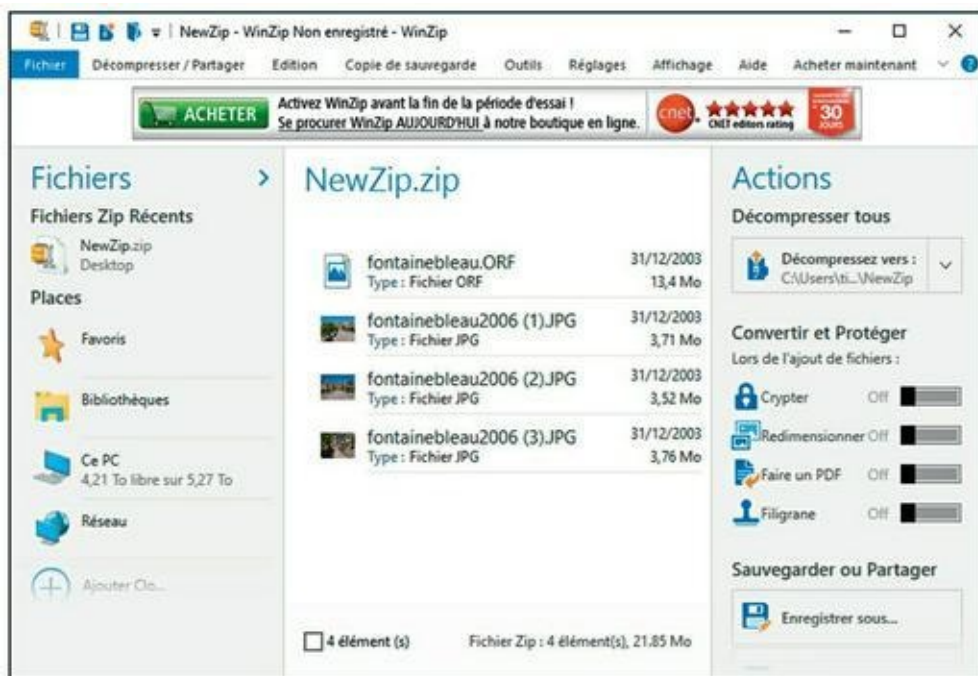 NewZip - WinZip Non enregistré - WinZip
Fichier Décompresser / Partager Edition Copie de sauvegarde Outils Réglages Affichage Aide Acheter maintenant
ACHETER
Activez WinZip avant la fin de la période d'essai !
Se procurer WinZip AUJOURD'HUI à notre boutique en ligne.
cnet
CNET editors rating
30
JOURS
Fichiers
Fichiers Zip Récents
NewZip.zip
Desktop
Places
Favoris
Bibliothèques
Ce PC
4,21 To libre sur 5,27 To
Réseau
Ajouter Clo...
NewZip.zip
fontainebleau.ORF 31/12/2003
Type : Fichier ORF 13,4 Mo
fontainebleau2006 (1).JPG 31/12/2003
Type : Fichier JPG 3,71 Mo
fontainebleau2006 (2).JPG 31/12/2003
Type : Fichier JPG 3,52 Mo
fontainebleau2006 (3).JPG 31/12/2003
Type : Fichier JPG 3,76 Mo
4 élément (s) Fichier Zip : 4 élément(s), 21.85 Mo
Actions
Décompresser tous
Décompressez vers :
C:\Users\ti...\NewZip
Convertir et Protéger
Lors de l'ajout de fichiers :
Crypter Off
Redimensionner Off
Faire un PDF Off
Filigrane Off
Sauvegarder ou Partager
Enregistrer sous...